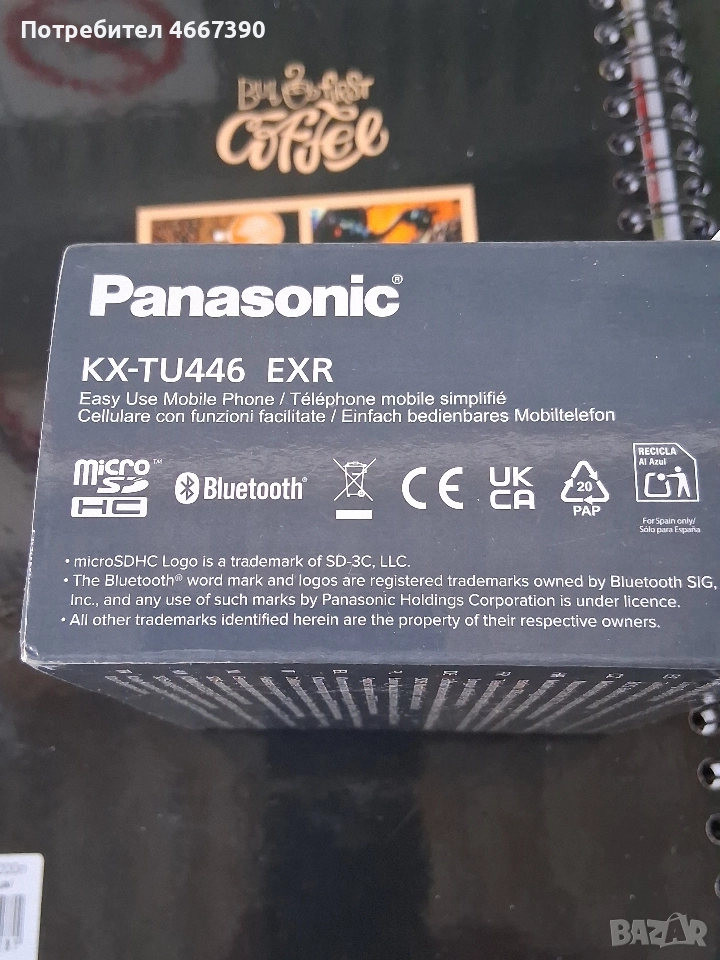 Потребител 4667390
But first
Coffee
Panasonic®
KX-TU446 EXR
Easy Use Mobile Phone / Téléphone mobile simplifié
Cellulare con funzioni facilitate / Einfach bedienbares Mobiltelefon
micro SD HC™
Bluetooth®
CE
UK
CA
20
PAP
RECICLA
Al Azul
For Spain only/
Sólo para España
• microSDHC Logo is a trademark of SD-3C, LLC.
• The Bluetooth® word mark and logos are registered trademarks owned by Bluetooth SIG,
Inc., and any use of such marks by Panasonic Holdings Corporation is under licence.
• All other trademarks identified herein are the property of their respective owners.
BAZAR